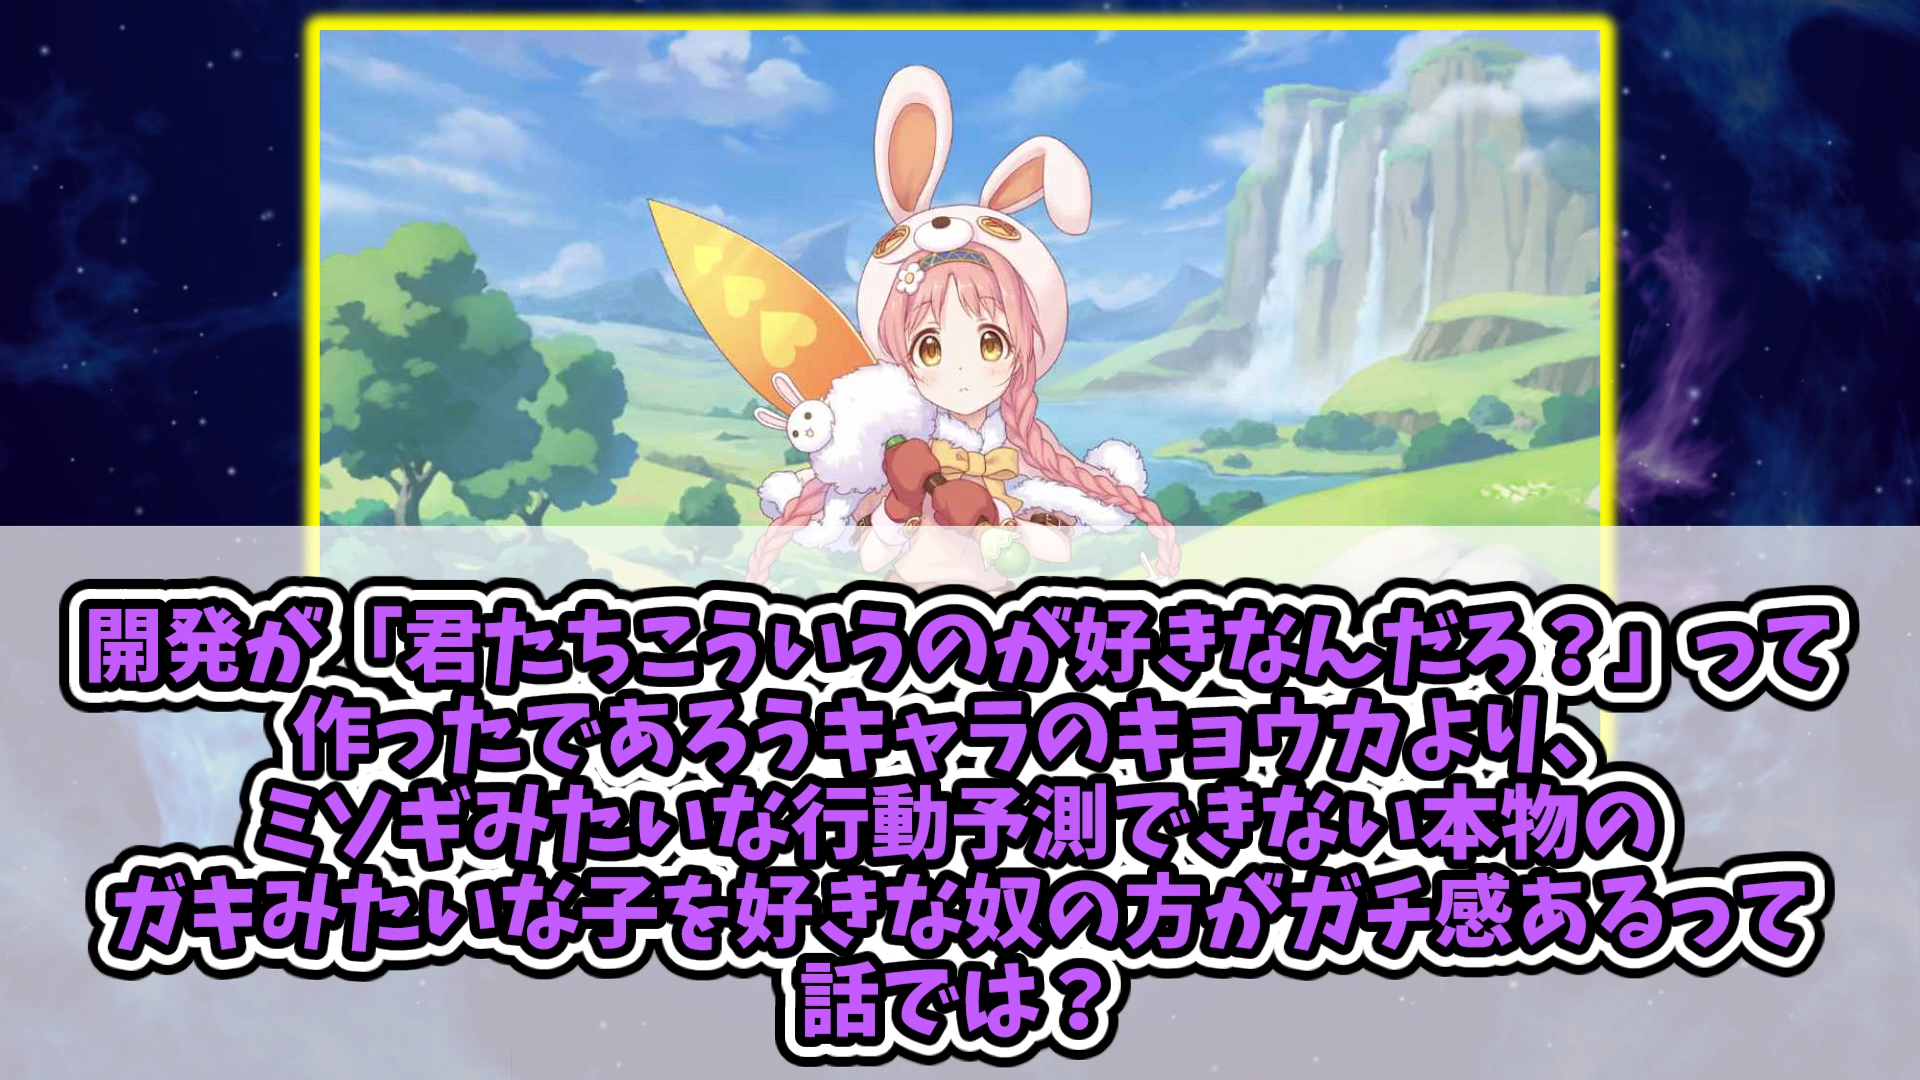 開発が「君たちこういうのが好きなんだろ？」って
作ったであろうキャラのキョウカより、
ミソギみたいな行動予測できない本物の
ガキみたいな子を好きな奴の方がガチ感あるって
話では？